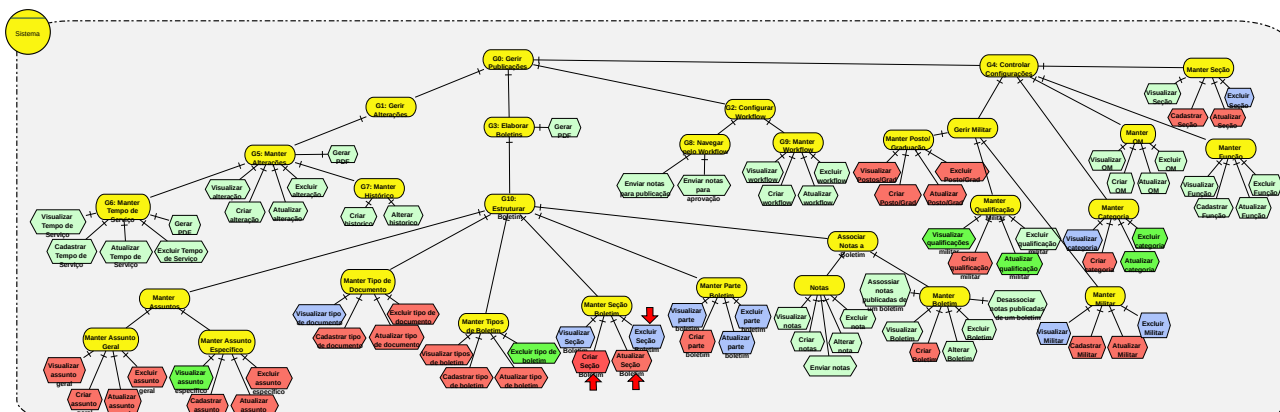 Sistema
G0: Gerir
Publicações
G4: Controlar
Configurações
Manter Seção
Visualizar
Seção
Excluir
Seção
Cadastrar
Seção
Atualizar
Seção
G1: Gerir
Alterações
G3: Elaborar
Boletins
Gerar
PDF
G2: Configurar
Workflow
G8: Navegar
pelo Workflow
Enviar notas
para publicação
Enviar notas
para
aprovação
G9: Manter
Workflow
Visualizar
workflow
Excluir
workflow
Criar
workflow
Atualizar
workflow
Gerir Militar
Manter Posto/
Graduação
Visualizar
Posto/Grad
Excluir
Posto/Grad
Criar
Posto/Grad
Atualizar
Posto/Grad
Manter
OM
Visualizar
OM
Excluir
OM
Criar
OM
Atualizar
OM
Manter
Função
Visualizar
Função
Excluir
Função
Cadastrar
Função
Atualizar
Função
G5: Manter
Alterações
Gerar
PDF
Visualizar
alteração
Excluir
alteração
Criar
alteração
Atualizar
alteração
G7: Manter
Histórico
Criar
historico
Alterar
historico
G6: Manter
Tempo de
Serviço
Visualizar
Tempo de
Serviço
Gerar
PDF
Cadastrar
Tempo de
Serviço
Atualizar
Tempo de
Serviço
Excluir Tempo
de Serviço
G10:
Estruturar
Boletim
Manter
Qualificação
Militar
Visualizar
qualificações
militar
Excluir
qualificação
militar
Criar
qualificação
militar
Atualizar
qualificação
militar
Manter
Categoria
Visualizar
categoria
Excluir
categoria
Criar
categoria
Atualizar
categoria
Associar
Notas a
Boletim
Manter
Assuntos
Manter Tipo de
Documento
Visualizar tipo
de documento
Excluir tipo de
documento
Cadastrar tipo
de documento
Atualizar tipo
de documento
Manter Tipos
de Boletim
Visualizar tipos
de boletim
Excluir tipo de
boletim
Cadastrar tipo
de boletim
Atualizar tipo
de boletim
Manter Seção
Boletim
Visualizar
Seção
Boletim
Excluir
Seção
Boletim
Criar
Seção
Boletim
Atualizar
Seção
Boletim
Manter Parte
Boletim
Visualizar
parte
boletim
Excluir
parte
boletim
Criar
parte
boletim
Atualizar
parte
boletim
Notas
Visualizar
notas
Excluir
nota
Criar
notas
Alterar
nota
Enviar notas
Assossiar
notas
publicadas de
um boletim
Manter
Boletim
Desassociar
notas publicadas
de um boletim
Visualizar
Boletim
Excluir
Boletim
Criar
Boletim
Alterar
Boletim
Manter
Militar
Visualizar
Militar
Excluir
Militar
Cadastrar
Militar
Atualizar
Militar
Manter Assunto
Geral
Visualizar
assunto
geral
Excluir
assunto
geral
Criar
assunto
Atualizar
assunto
Manter Assunto
Específico
Visualizar
assunto
específico
Excluir
assunto
específico
Cadastrar
assunto
Atualizar
assunto